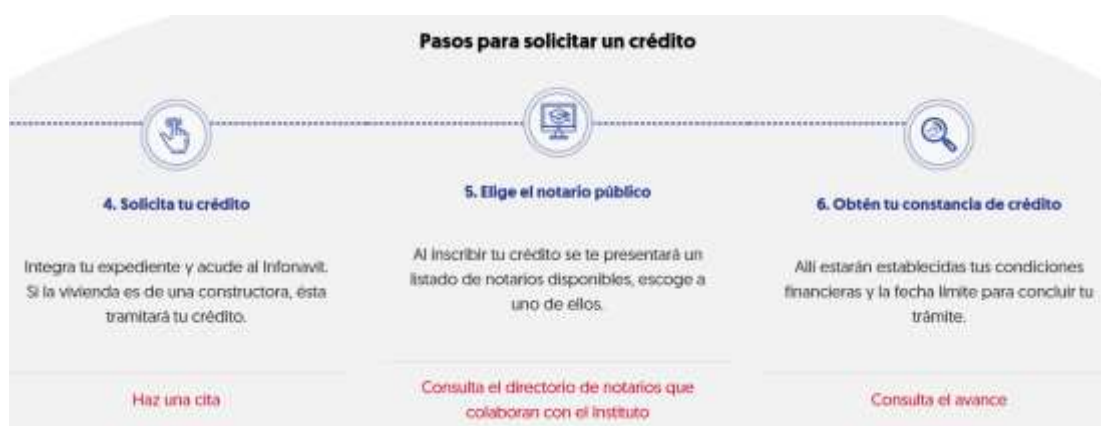 Pasos para solicitar un crédito
4. Solicita tu crédito
Integra tu expediente y acude al Infonavit.
Si la vivienda es de una constructora, ésta
tramitará tu crédito.
Haz una cita
5. Elige el notario público
Al inscribir tu crédito se te presentará un
listado de notarios disponibles, escoge a
uno de ellos.
Consulta el directorio de notarios que
colaboran con el Instituto
6. Obtén tu constancia de crédito
Allí estarán establecidas tus condiciones
financieras y la fecha límite para concluir tu
trámite.
Consulta el avance